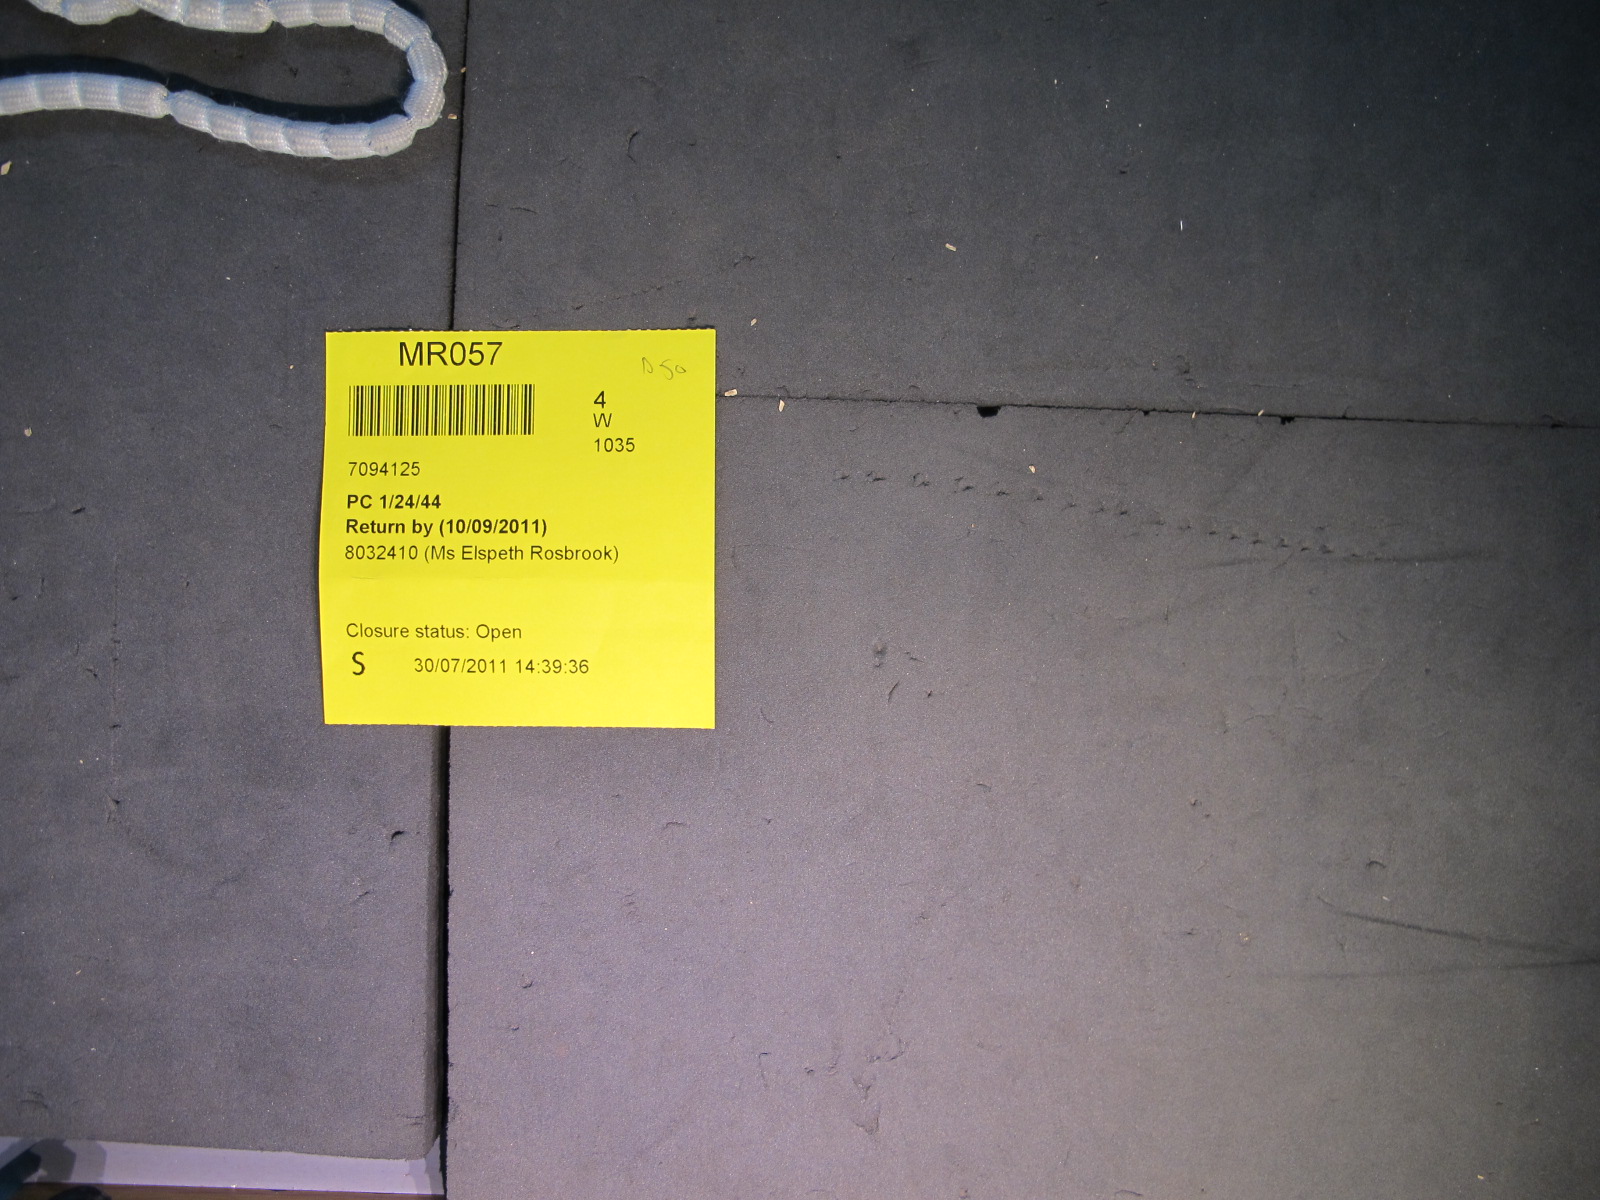 MR057
4
W
1035
7094125
PC 1/24/44
Return by (10/09/2011)
8032410 (Ms Elspeth Rosbrook)
Closure status: Open
S 30/07/2011 14:39:36